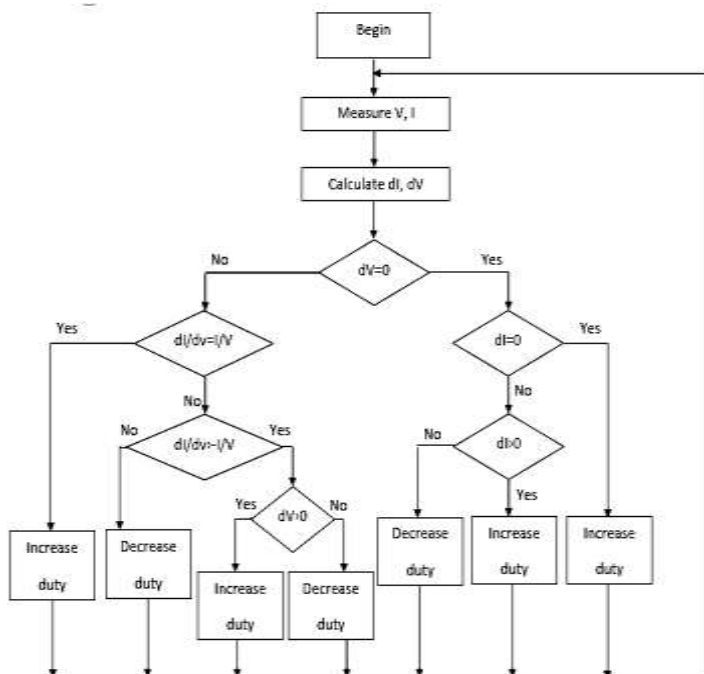 Begin
Measure V, I
Calculate dI, dV
dV=0
No
Yes
dI/dv=I/V
Yes
No
dI=0
Yes
No
dI/dv>-I/V
No
Yes
dI>0
No
Yes
dV>0
Yes
No
Increase
duty
Decrease
duty
Increase
duty
Decrease
duty
Decrease
duty
Increase
duty
Increase
duty